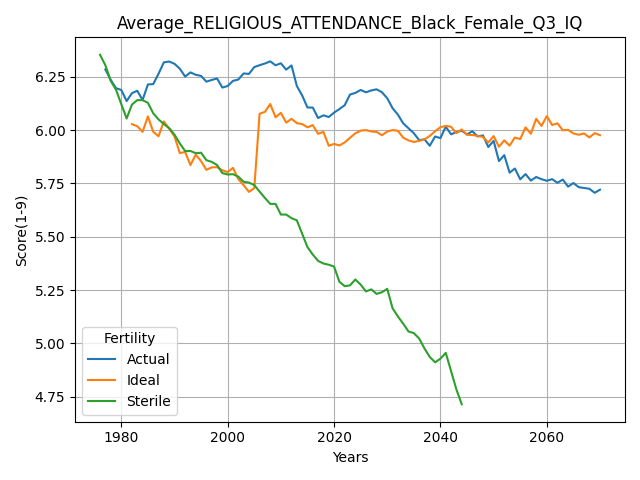 Average_RELIGIOUS_ATTENDANCE_Black_Female_Q3_IQ
Score(1-9)
6.25
6.00
5.75
5.50
5.25
5.00
4.75
Fertility
Actual
Ideal
Sterile
1980 2000 2020 2040 2060
Years